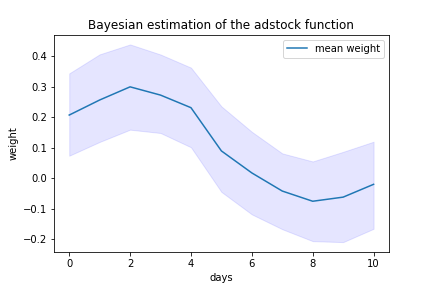 Bayesian estimation of the adstock function
mean weight
0.4
0.3
0.2
0.1
0.0
−0.1
−0.2
weight
0 2 4 6 8 10
days